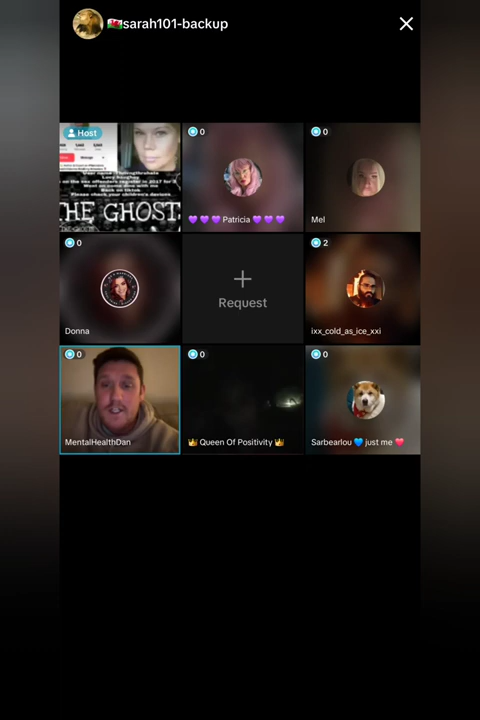 🏴󠁧󠁢󠁷󠁬󠁳󠁿sarah101-backup
Host
0
0
THE GHOST
💜💜💜 Patricia 💜💜💜
Mel
0
2
Donna
+
Request
ixx_cold_as_ice_xxi
0
0
0
MentalHealthDan
👑 Queen Of Positivity 👑
Sarbearlou 💙 just me 💗